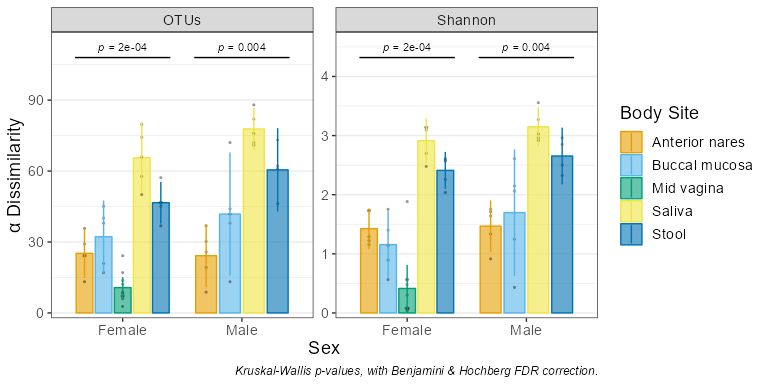 OTUs
Shannon
p = 2e-04
p = 0.004
p = 2e-04
p = 0.004
α Dissimilarity
90
60
30
0
4
3
2
1
0
Female
Male
Female
Male
Sex
Body Site
Anterior nares
Buccal mucosa
Mid vagina
Saliva
Stool
Kruskal-Wallis p-values, with Benjamini & Hochberg FDR correction.